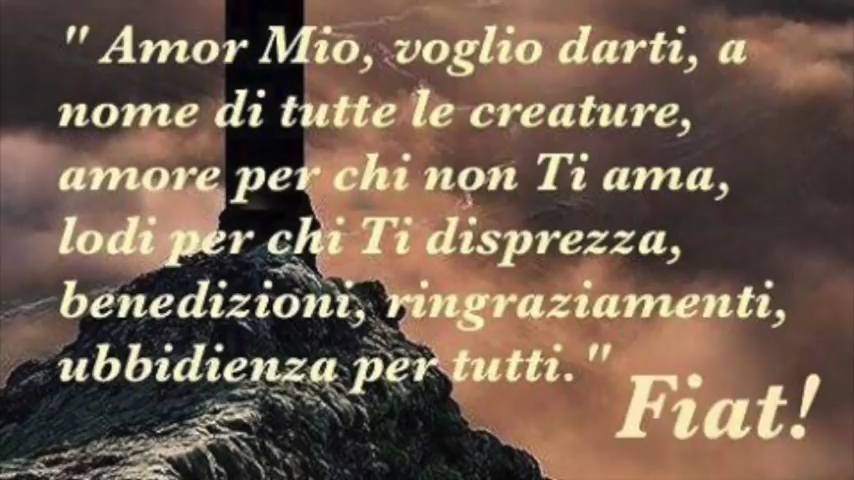 " Amor Mio, voglio darti, a
nome di tutte le creature,
amore per chi non Ti ama,
lodi per chi Ti disprezza,
benedizioni, ringraziamenti,
ubbidienza per tutti."
Fiat!